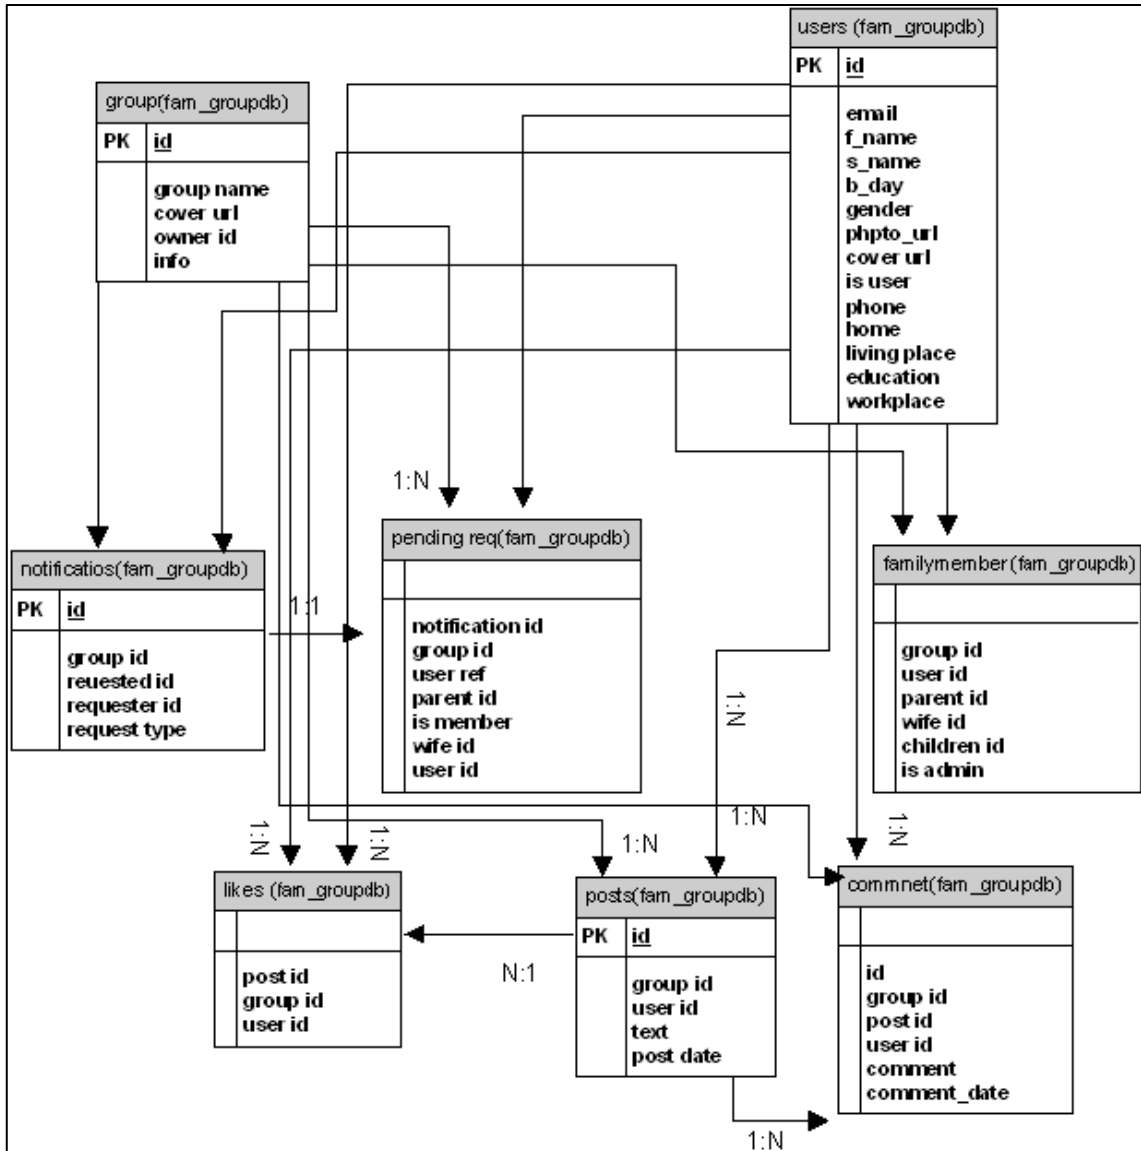 users (fam_groupdb)
PK id
email
f_name
s_name
b_day
gender
phpto_url
cover url
is user
phone
home
living place
education
workplace
group(fam_groupdb)
PK id
group name
cover url
owner id
info
1:N
notificatios(fam_groupdb)
PK id
group id
reuested id
requester id
request type
1:1
pending req(fam_groupdb)
notification id
group id
user ref
parent id
is member
wife id
user id
familymember(fam_groupdb)
group id
user id
parent id
wife id
children id
is admin
1:N
1:N
1:N
1:N
1:N
1:N
likes (fam_groupdb)
post id
group id
user id
N:1
posts(fam_groupdb)
PK id
group id
user id
text
post date
commnet(fam_groupdb)
id
group id
post id
user id
comment
comment_date
1:N